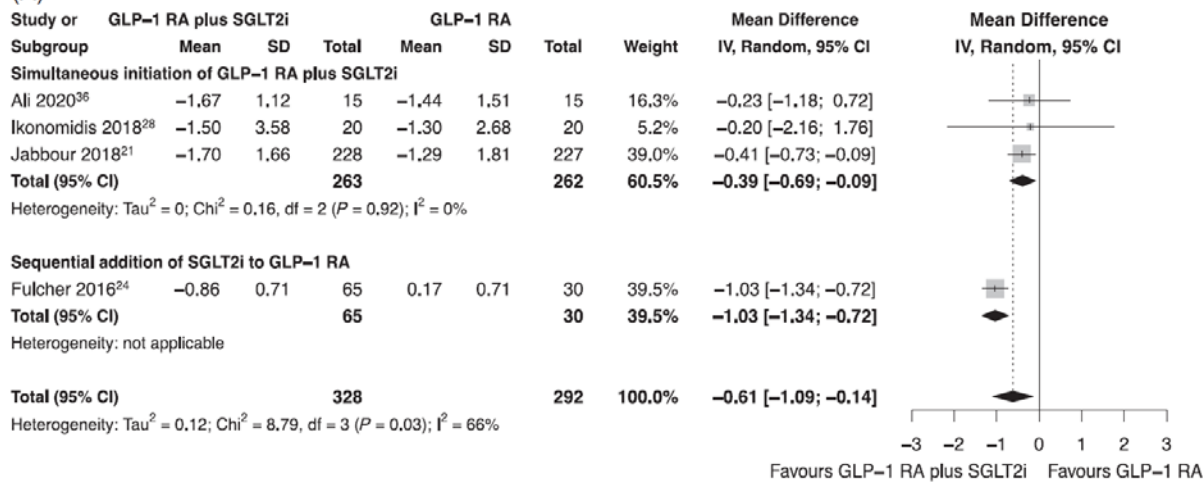 Study or GLP–1 RA plus SGLT2i GLP–1 RA Mean Difference Mean Difference
Subgroup Mean SD Total Mean SD Total Weight IV, Random, 95% CI IV, Random, 95% CI
Simultaneous initiation of GLP–1 RA plus SGLT2i
Ali 2020³⁶ −1.67 1.12 15 −1.44 1.51 15 16.3% −0.23 [−1.18; 0.72]
Ikonomidis 2018²⁸ −1.50 3.58 20 −1.30 2.68 20 5.2% −0.20 [−2.16; 1.76]
Jabbour 2018²¹ −1.70 1.66 228 −1.29 1.81 227 39.0% −0.41 [−0.73; −0.09]
Total (95% CI) 263 262 60.5% −0.39 [−0.69; −0.09]
Heterogeneity: Tau² = 0; Chi² = 0.16, df = 2 (P = 0.92); I² = 0%
Sequential addition of SGLT2i to GLP–1 RA
Fulcher 2016²⁴ −0.86 0.71 65 0.17 0.71 30 39.5% −1.03 [−1.34; −0.72]
Total (95% CI) 65 30 39.5% −1.03 [−1.34; −0.72]
Heterogeneity: not applicable
Total (95% CI) 328 292 100.0% −0.61 [−1.09; −0.14]
Heterogeneity: Tau² = 0.12; Chi² = 8.79, df = 3 (P = 0.03); I² = 66%
−3 −2 −1 0 1 2 3
Favours GLP–1 RA plus SGLT2i Favours GLP–1 RA